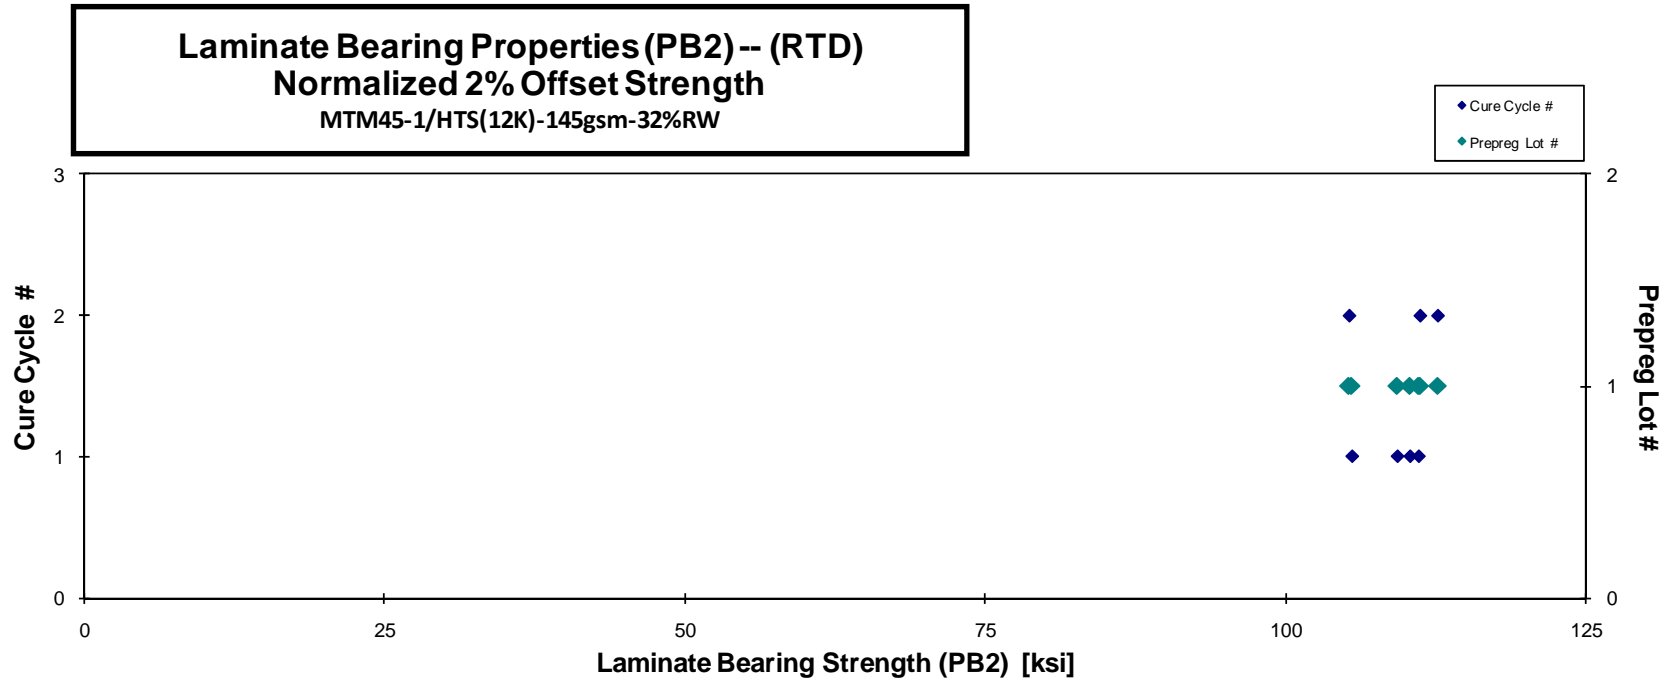 Laminate Bearing Properties (PB2) -- (RTD)
Normalized 2% Offset Strength
MTM45-1/HTS(12K)-145gsm-32%RW
Cure Cycle #
Prepreg Lot #
3
2
1
0
Cure Cycle #
2
1
0
Prepreg Lot #
0
25
50
75
100
125
Laminate Bearing Strength (PB2) [ksi]